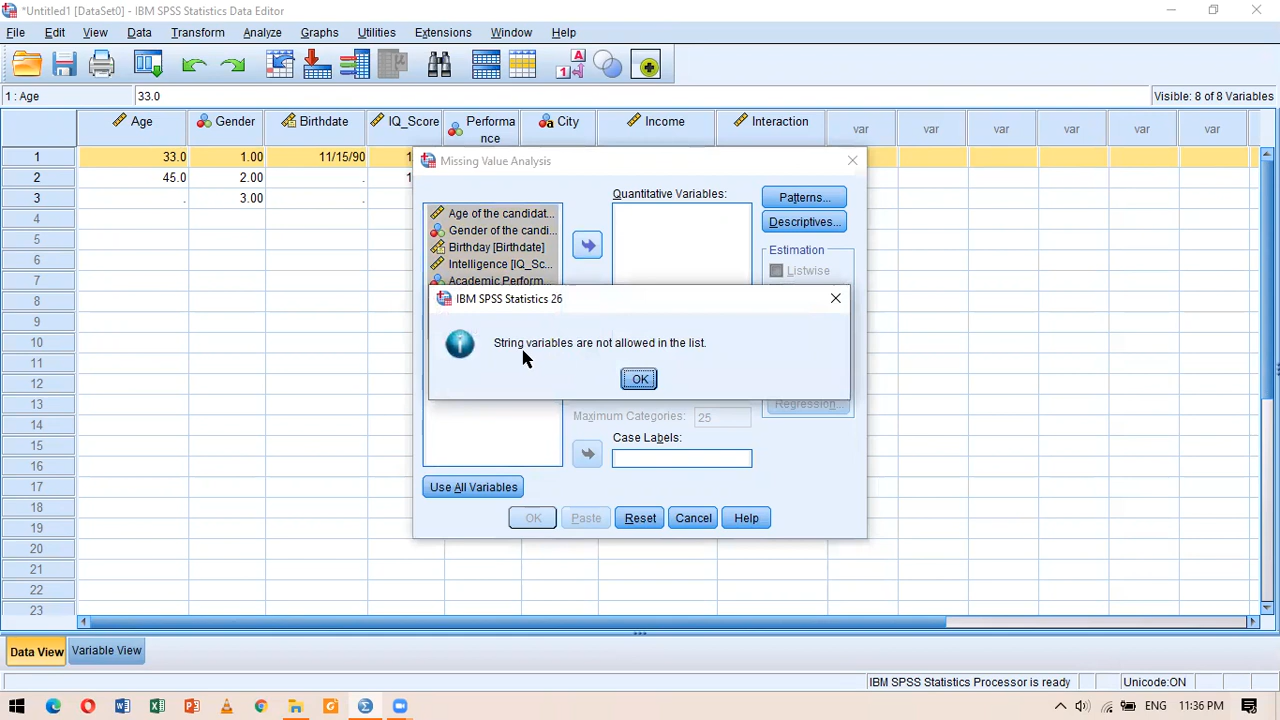 *Untitled1 [DataSet0] - IBM SPSS Statistics Data Editor
File Edit View Data Transform Analyze Graphs Utilities Extensions Window Help
1 : Age 33.0 Visible: 8 of 8 Variables
Age Gender Birthdate IQ_Score Performa nce City Income Interaction var var var var var
1 33.0 1.00 11/15/90 1
2 45.0 2.00 . 1
3 . 3.00 .
4
5
6
7
8
9
10
11
12
13
14
15
16
17
18
19
20
21
22
23
Missing Value Analysis
Quantitative Variables:
Patterns...
Descriptives...
Age of the candidat...
Gender of the candi...
Birthday [Birthdate]
Intelligence [IQ_Sc...
Academic Perform...
Estimation
Listwise
IBM SPSS Statistics 26
String variables are not allowed in the list.
OK
Regression...
Maximum Categories: 25
Case Labels:
Use All Variables
OK Paste Reset Cancel Help
Data View Variable View
IBM SPSS Statistics Processor is ready Unicode:ON
ENG 11:36 PM